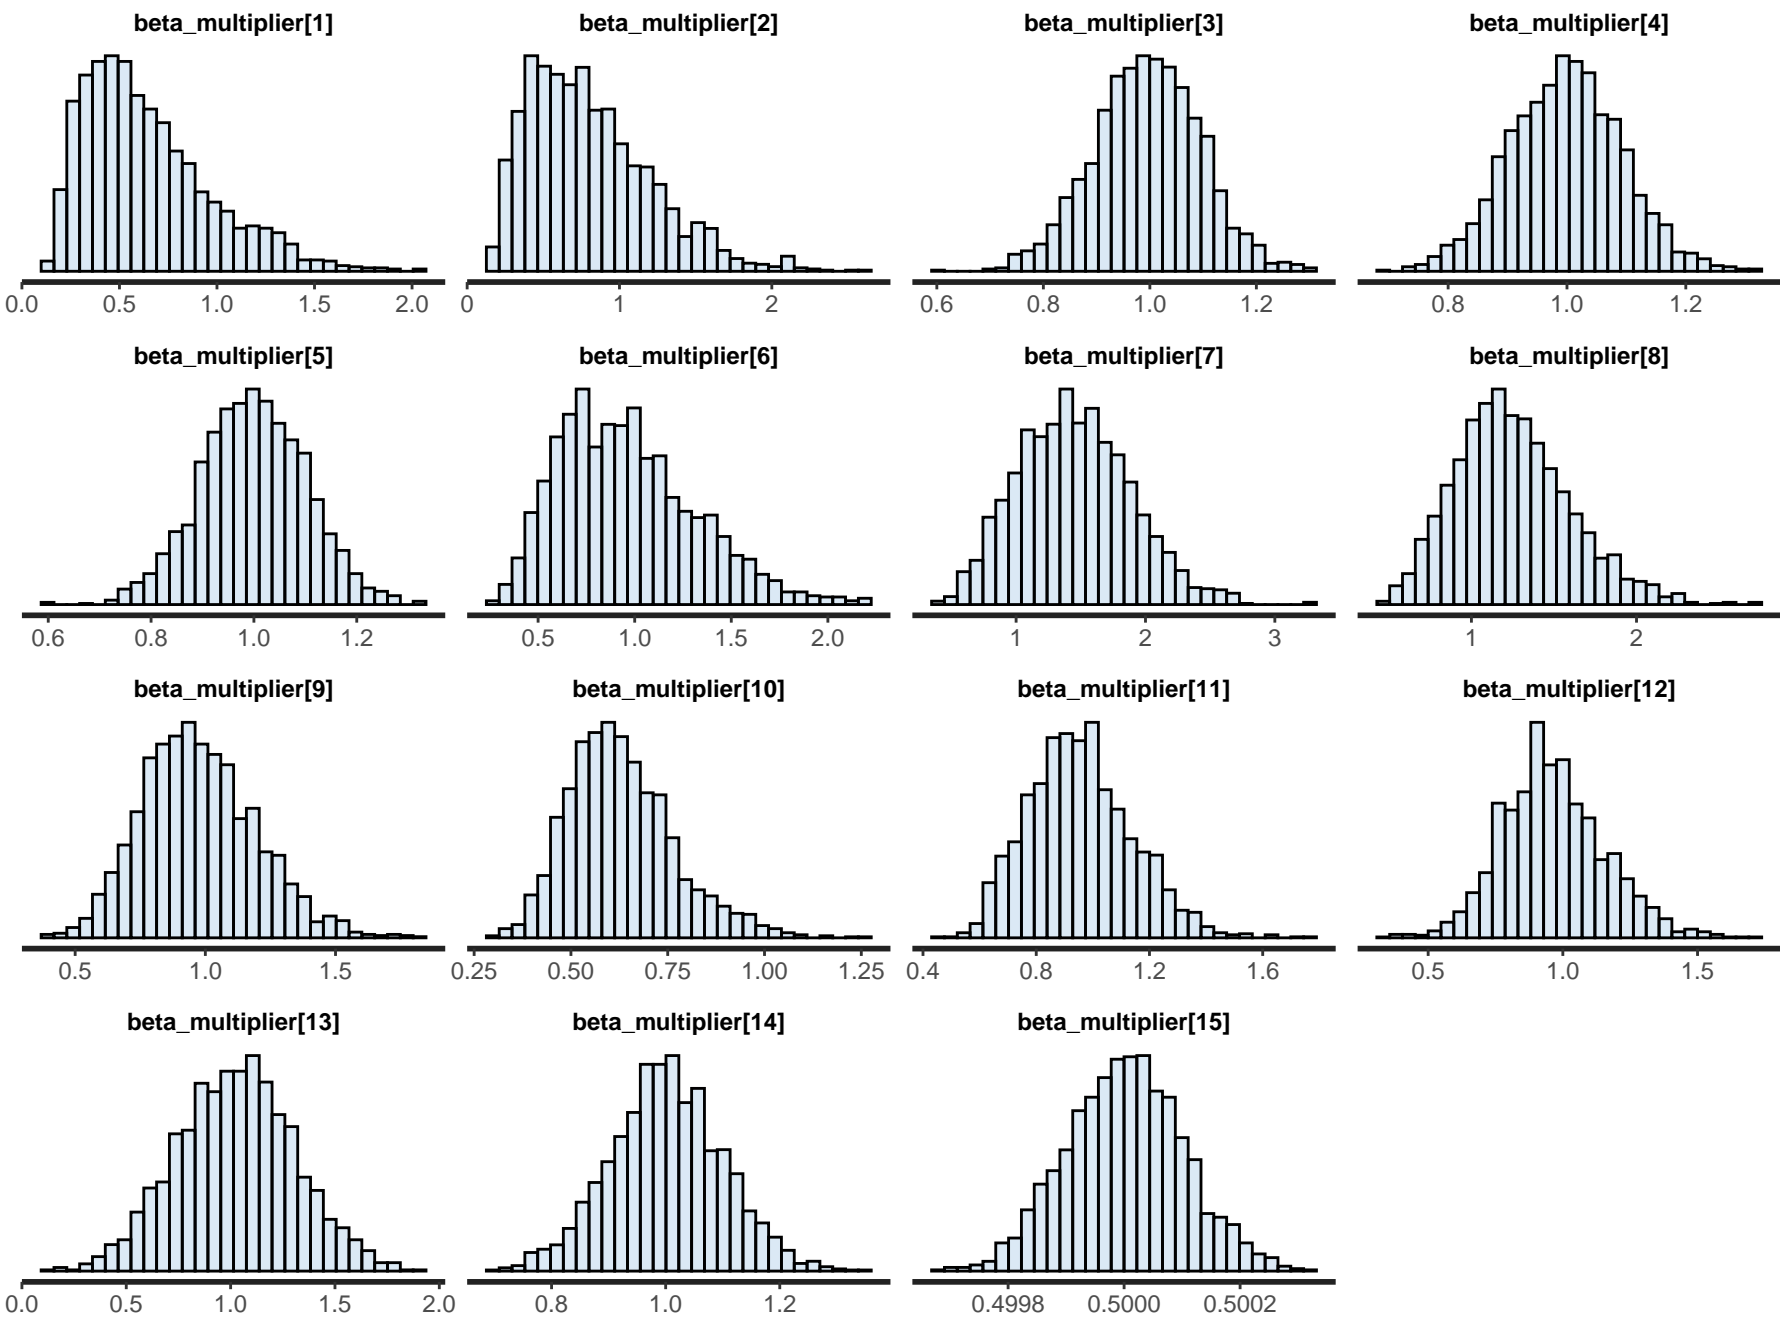 beta_multiplier[1] beta_multiplier[2] beta_multiplier[3] beta_multiplier[4]
0.0 0.5 1.0 1.5 2.0 0 1 2 0.6 0.8 1.0 1.2 0.8 1.0 1.2
beta_multiplier[5] beta_multiplier[6] beta_multiplier[7] beta_multiplier[8]
0.6 0.8 1.0 1.2 0.5 1.0 1.5 2.0 1 2 3 1 2
beta_multiplier[9] beta_multiplier[10] beta_multiplier[11] beta_multiplier[12]
0.5 1.0 1.5 0.25 0.50 0.75 1.00 1.25 0.4 0.8 1.2 1.6 0.5 1.0 1.5
beta_multiplier[13] beta_multiplier[14] beta_multiplier[15]
0.0 0.5 1.0 1.5 2.0 0.8 1.0 1.2 0.4998 0.5000 0.5002